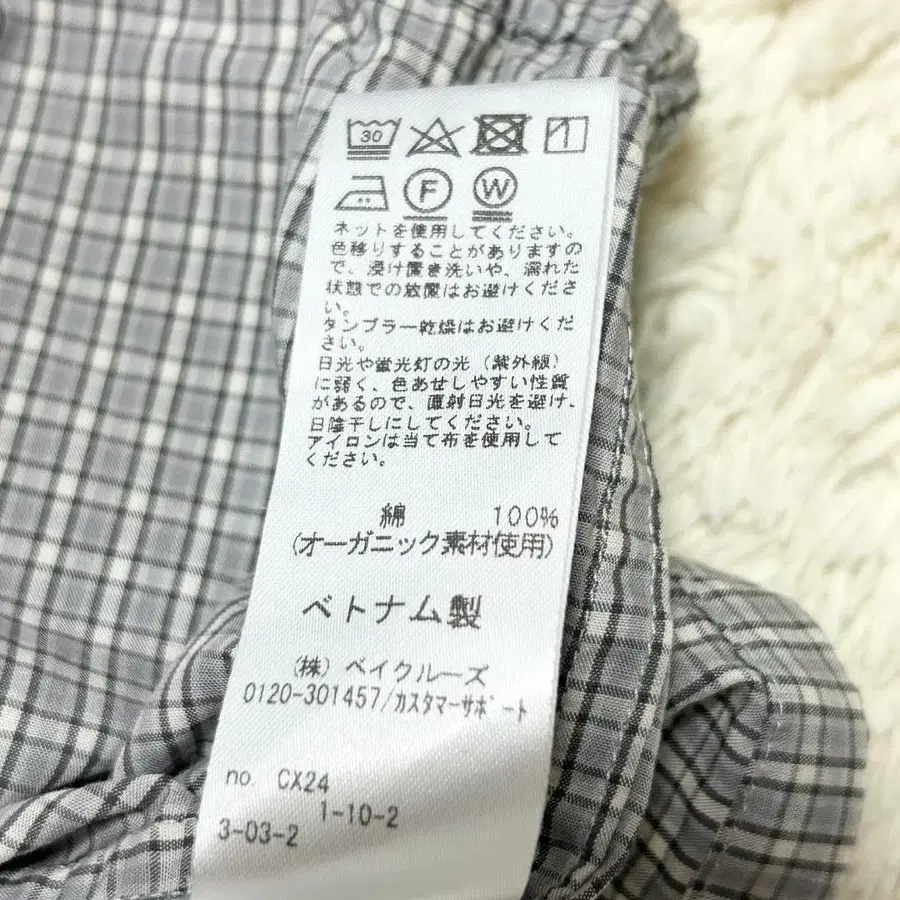 30
F W
ネットを使用してください。
色移りすることがありますの
で、浸け置き洗いや、濡れた
状態での放置はお避けくださ
い。
タンブラー乾燥はお避けくだ
さい。
日光や蛍光灯の光（紫外線）
に弱く、色あせしやすい性質
があるので、直射日光を避け、
日陰干しにしてください。
アイロンは当て布を使用して
ください。
綿 100%
(オーガニック素材使用)
ベトナム製
(株) ベイクルーズ
0120-301457/カスタマーサポート
no. CX24
1-10-2
3-03-2